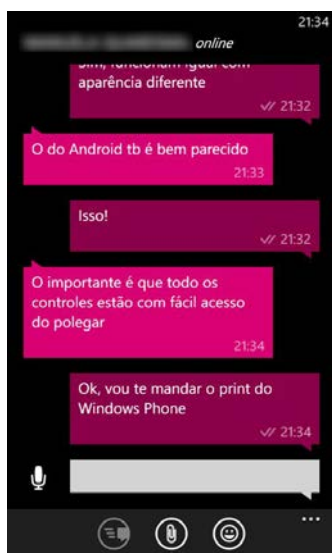 21:34
online
Sim, funcionam igual com
aparência diferente
21:32
O do Android tb é bem parecido
21:33
Isso!
21:32
O importante é que todo os
controles estão com fácil acesso
do polegar
21:34
Ok, vou te mandar o print do
Windows Phone
21:34